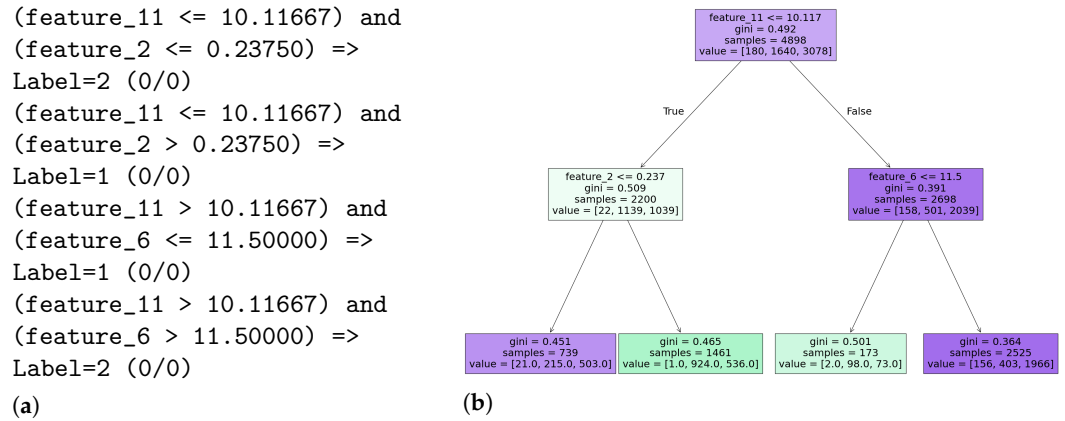 (feature_11 <= 10.11667) and
(feature_2 <= 0.23750) =>
Label=2 (0/0)
(feature_11 <= 10.11667) and
(feature_2 > 0.23750) =>
Label=1 (0/0)
(feature_11 > 10.11667) and
(feature_6 <= 11.50000) =>
Label=1 (0/0)
(feature_11 > 10.11667) and
(feature_6 > 11.50000) =>
Label=2 (0/0)
(a)
feature_11 <= 10.117
gini = 0.492
samples = 4898
value = [180, 1640, 3078]
True
False
feature_2 <= 0.237
gini = 0.509
samples = 2200
value = [22, 1139, 1039]
feature_6 <= 11.5
gini = 0.391
samples = 2698
value = [158, 501, 2039]
gini = 0.451
samples = 739
value = [21.0, 215.0, 503.0]
gini = 0.465
samples = 1461
value = [1.0, 924.0, 536.0]
gini = 0.501
samples = 173
value = [2.0, 98.0, 73.0]
gini = 0.364
samples = 2525
value = [156, 403, 1966]
(b)